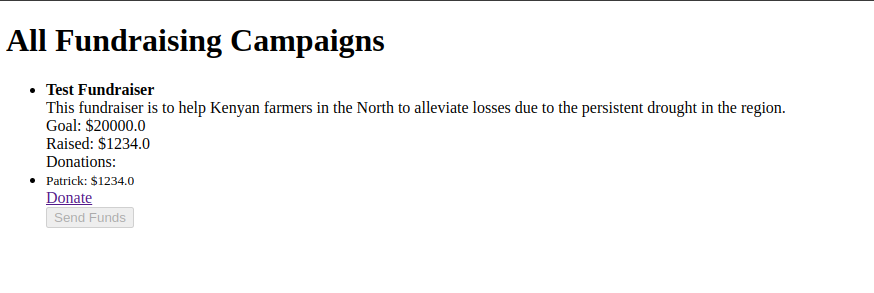 All Fundraising Campaigns
Test Fundraiser
This fundraiser is to help Kenyan farmers in the North to alleviate losses due to the persistent drought in the region.
Goal: $20000.0
Raised: $1234.0
Donations:
Patrick: $1234.0
Donate
Send Funds